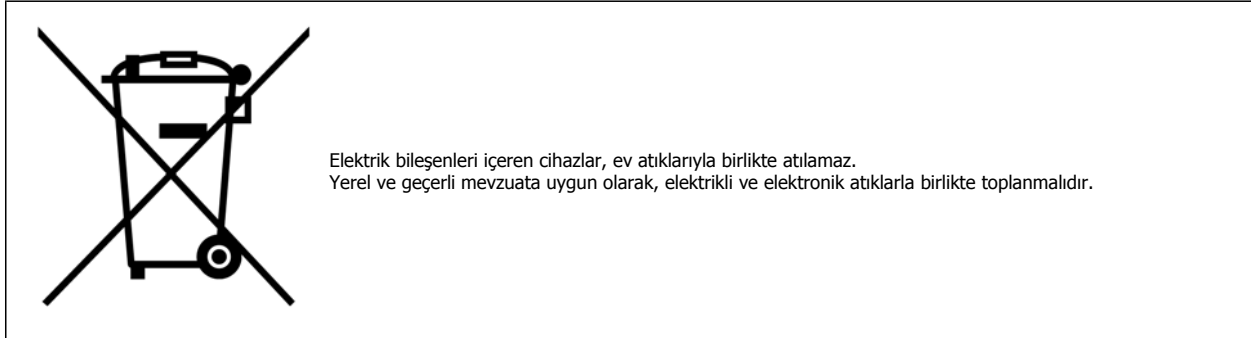 Elektrik bileşenleri içeren cihazlar, ev atıklarıyla birlikte atılamaz.
Yerel ve geçerli mevzuata uygun olarak, elektrikli ve elektronik atıklarla birlikte toplanmalıdır.